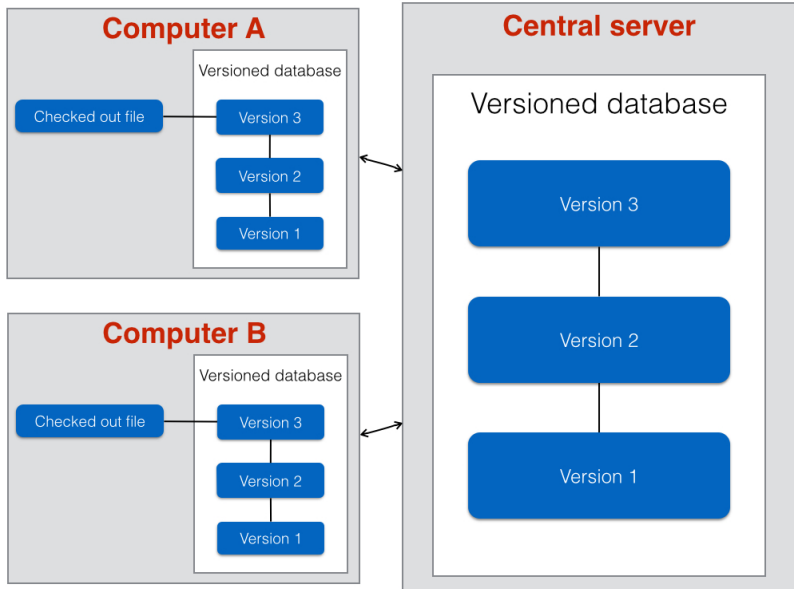 Computer A
Versioned database
Checked out file
Version 3
Version 2
Version 1
Computer B
Versioned database
Checked out file
Version 3
Version 2
Version 1
Central server
Versioned database
Version 3
Version 2
Version 1